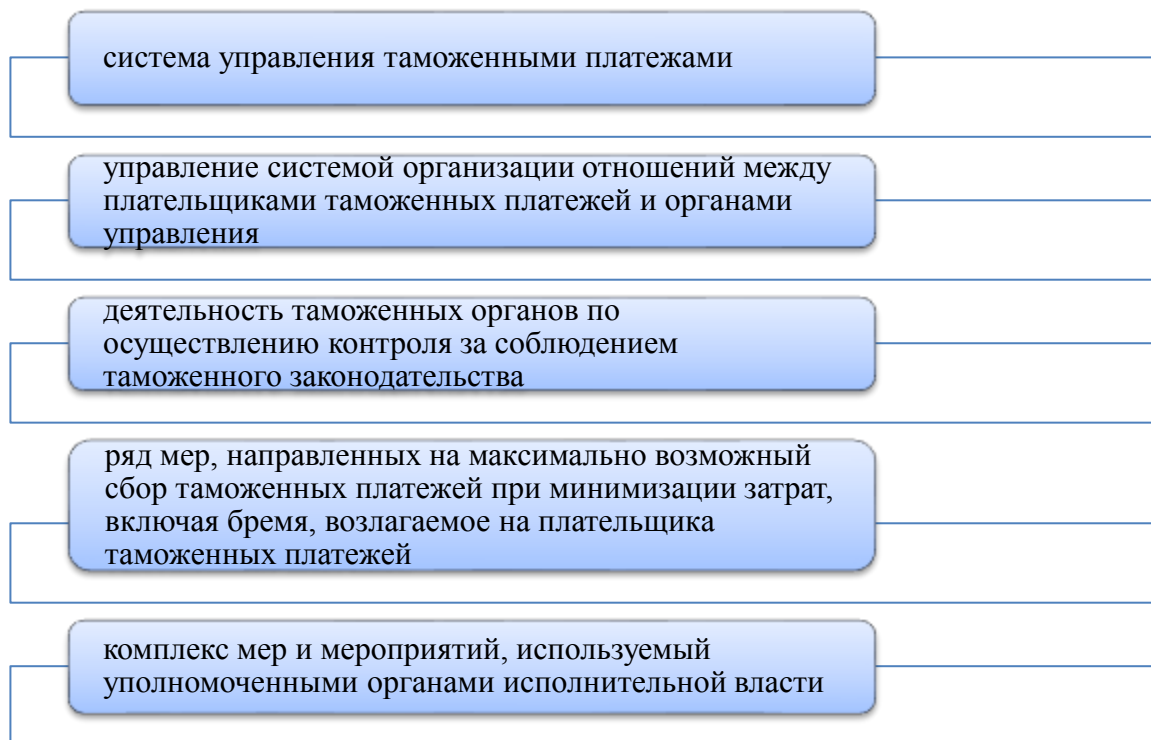 система управления таможенными платежами
управление системой организации отношений между
плательщиками таможенных платежей и органами
управления
деятельность таможенных органов по
осуществлению контроля за соблюдением
таможенного законодательства
ряд мер, направленных на максимально возможный
сбор таможенных платежей при минимизации затрат,
включая бремя, возлагаемое на плательщика
таможенных платежей
комплекс мер и мероприятий, используемый
уполномоченными органами исполнительной власти